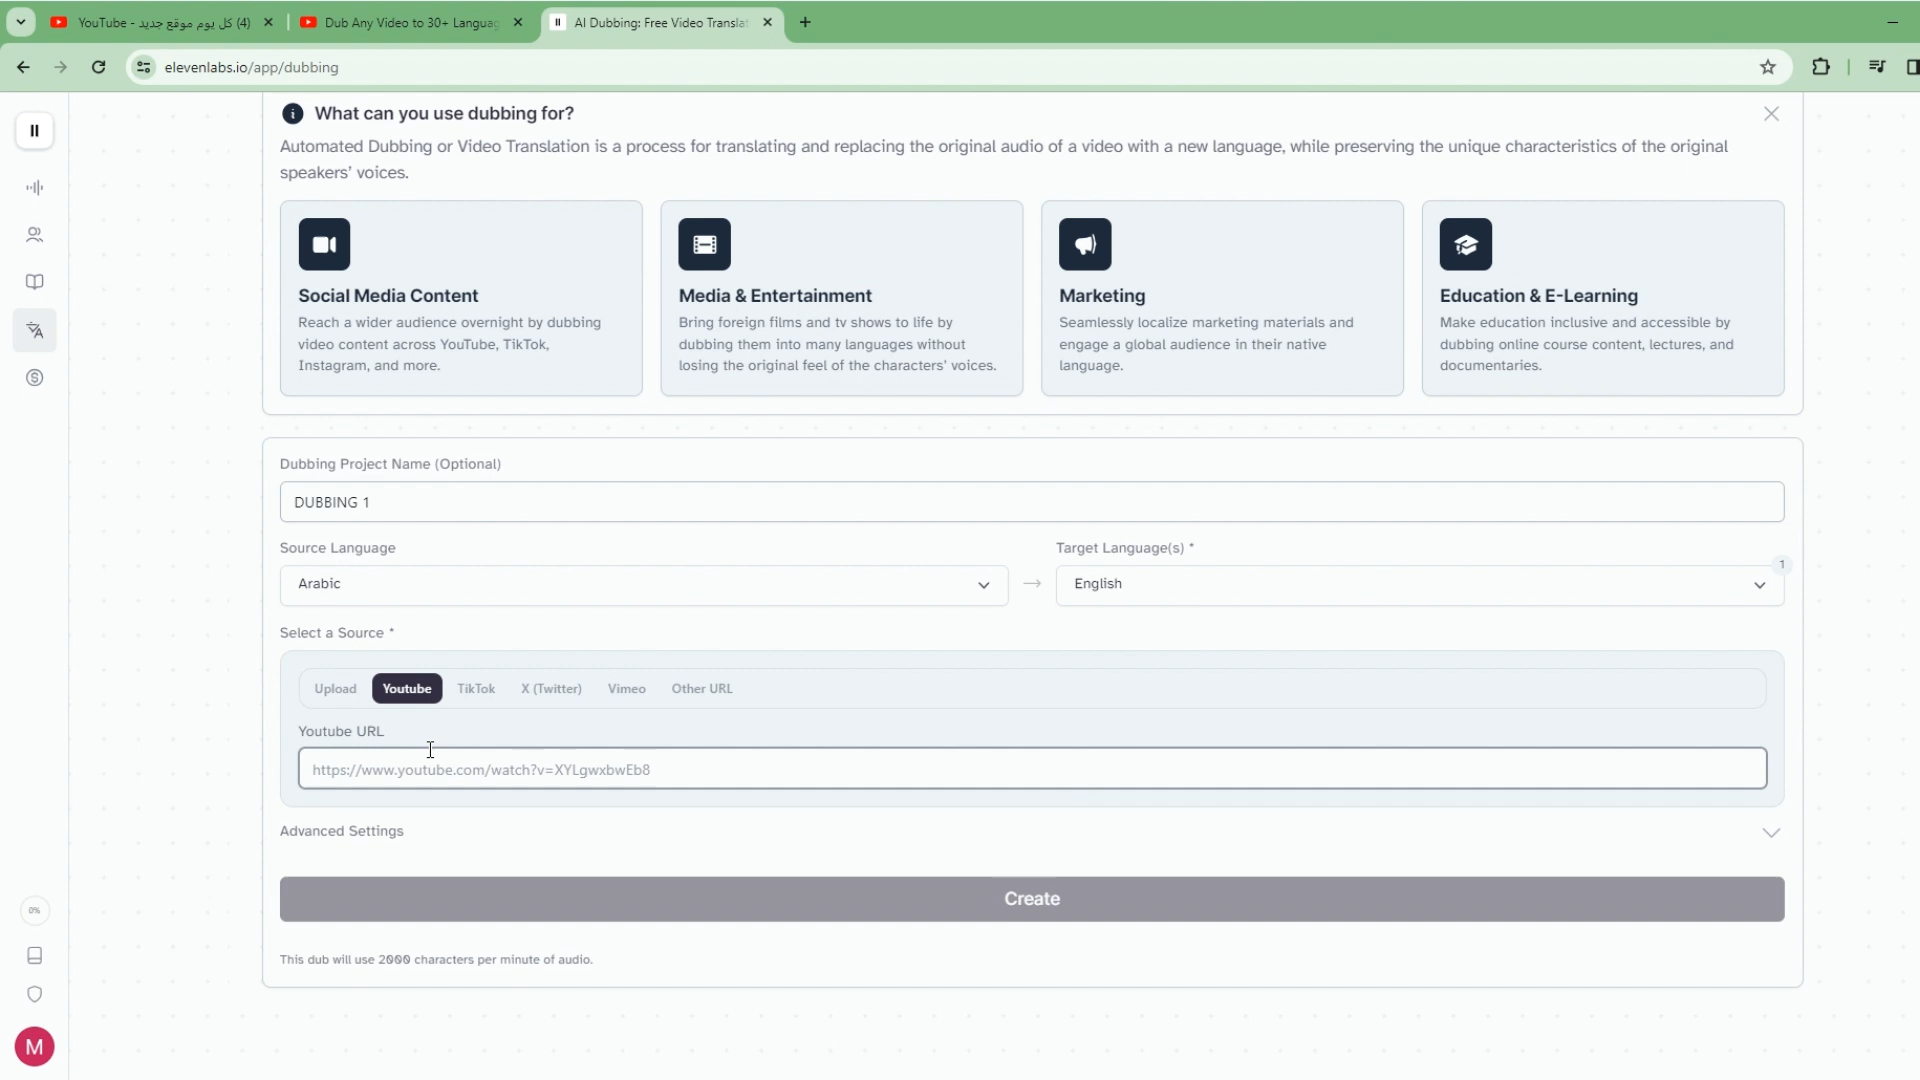 (4) كل يوم موقع جديد - YouTube
Dub Any Video to 30+ Languag
AI Dubbing: Free Video Translat
elevenlabs.io/app/dubbing
What can you use dubbing for?
Automated Dubbing or Video Translation is a process for translating and replacing the original audio of a video with a new language, while preserving the unique characteristics of the original
speakers’ voices.
Social Media Content
Reach a wider audience overnight by dubbing
video content across YouTube, TikTok,
Instagram, and more.
Media & Entertainment
Bring foreign films and tv shows to life by
dubbing them into many languages without
losing the original feel of the characters’ voices.
Marketing
Seamlessly localize marketing materials and
engage a global audience in their native
language.
Education & E-Learning
Make education inclusive and accessible by
dubbing online course content, lectures, and
documentaries.
Dubbing Project Name (Optional)
DUBBING 1
Source Language
Target Language(s) *
1
Arabic
English
Select a Source *
Upload Youtube TikTok X (Twitter) Vimeo Other URL
Youtube URL
https://www.youtube.com/watch?v=XYLgwxbwEb8
Advanced Settings
Create
0%
This dub will use 2000 characters per minute of audio.
M